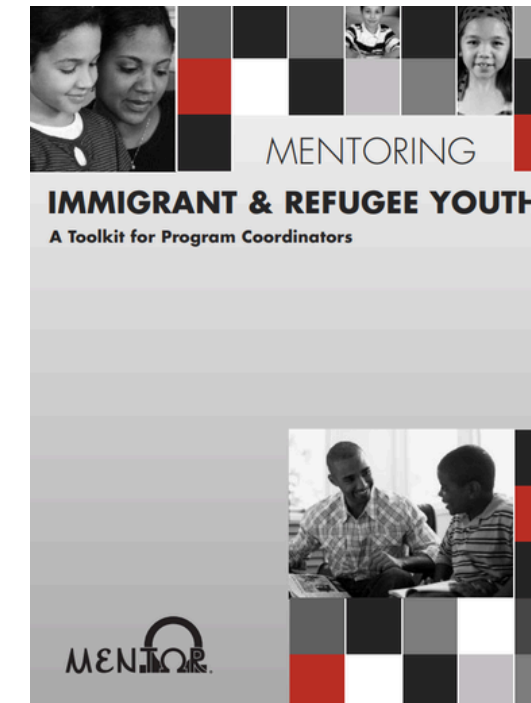 MENTORING
IMMIGRANT & REFUGEE YOUTH
A Toolkit for Program Coordinators
MENTOR